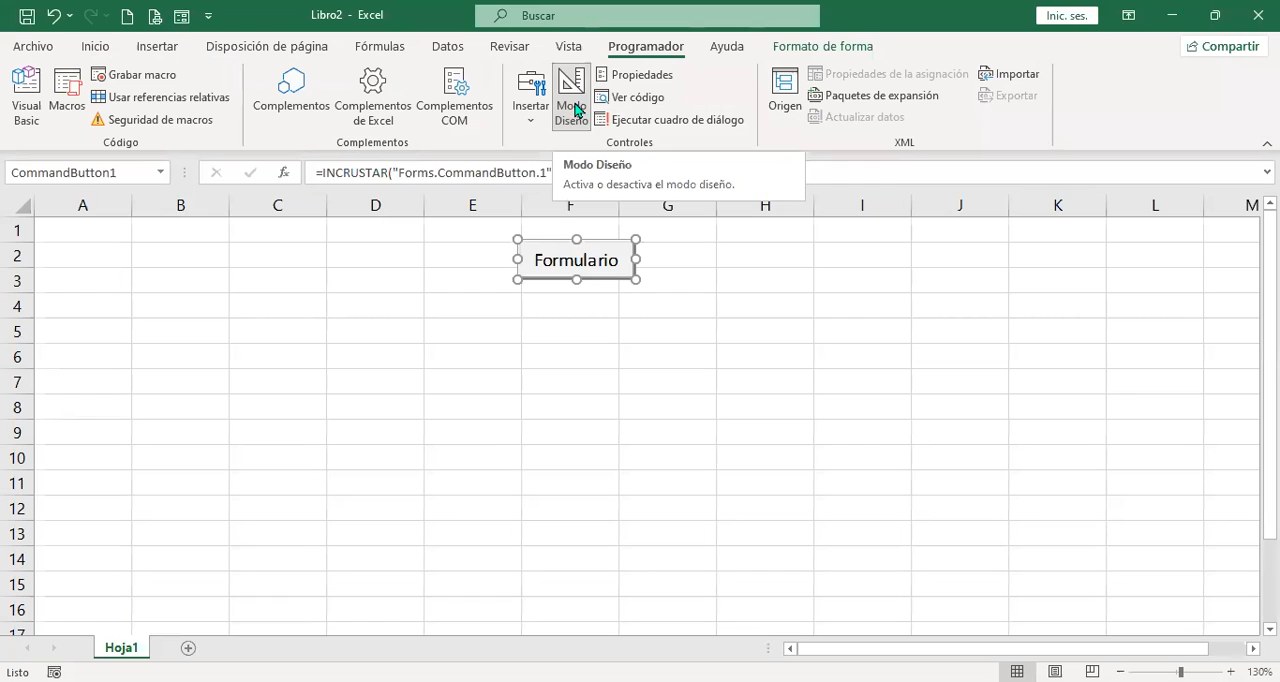 Libro2 - Excel
Buscar
Inic. ses.
Archivo
Inicio
Insertar
Disposición de página
Fórmulas
Datos
Revisar
Vista
Programador
Ayuda
Formato de forma
Compartir
Visual
Basic
Macros
Grabar macro
Usar referencias relativas
Seguridad de macros
Código
Complementos
de Excel
Complementos
COM
Complementos
Insertar
Modo
Diseño
Propiedades
Ver código
Ejecutar cuadro de diálogo
Controles
Origen
Propiedades de la asignación
Paquetes de expansión
Actualizar datos
Importar
Exportar
XML
CommandButton1
fx
=INCRUSTAR("Forms.CommandButton.1"
Modo Diseño
Activa o desactiva el modo diseño.
A B C D E F G H I J K L M
1
2
Formulario
3
4
5
6
7
8
9
10
11
12
13
14
15
16
17
Hoja1
Listo
130%